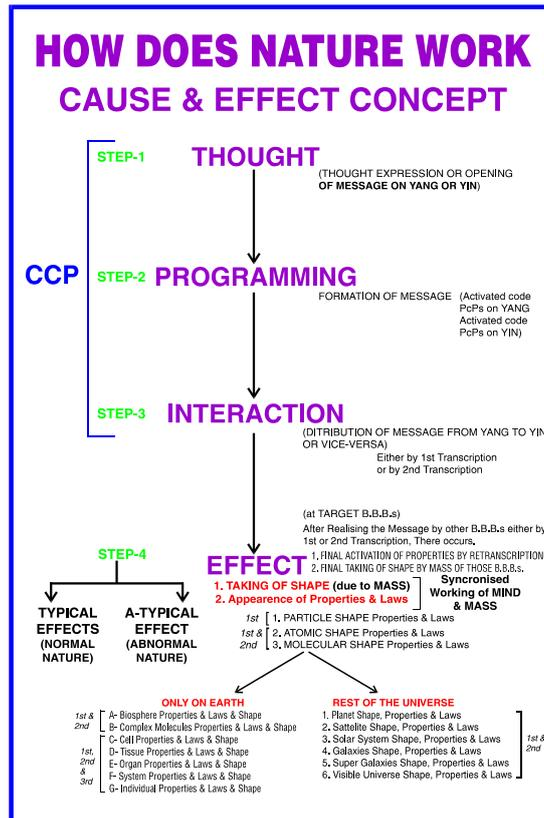 HOW DOES NATURE WORK
CAUSE & EFFECT CONCEPT
STEP-1
THOUGHT
(THOUGHT EXPRESSION OR OPENING
OF MESSAGE ON YANG OR YIN)
CCP
STEP-2
PROGRAMMING
FORMATION OF MESSAGE (Activated code
PcPs on YANG
Activated code
PcPs on YIN)
STEP-3
INTERACTION
(DITRIBUTION OF MESSAGE FROM YANG TO YIN
OR VICE-VERSA)
Either by 1st Transcription
or by 2nd Transcription
(at TARGET B.B.B.s)
After Realising the Message by other B.B.B.s either by
1st or 2nd Transcription, There occurs.
STEP-4
EFFECT
1. FINAL ACTIVATION OF PROPERTIES BY RETRANSCRIPTION
2. FINAL TAKING OF SHAPE BY MASS OF THOSE B.B.B.s.
1. TAKING OF SHAPE (due to MASS)
2. Appearence of Properties & Laws
Syncronised
Working of MIND
& MASS
TYPICAL
EFFECTS
(NORMAL
NATURE)
A-TYPICAL
EFFECT
(ABNORMAL
NATURE)
1st 1. PARTICLE SHAPE Properties & Laws
1st & 2. ATOMIC SHAPE Properties & Laws
2nd 3. MOLECULAR SHAPE Properties & Laws
ONLY ON EARTH
1st & A- Biosphere Properties & Laws & Shape
2nd B- Complex Molecules Properties & Laws & Shape
C- Cell Properties & Laws & Shape
1st, D- Tissue Properties & Laws & Shape
2nd E- Organ Properties & Laws & Shape
& F- System Properties & Laws & Shape
3rd G- Individual Properties & Laws & Shape
REST OF THE UNIVERSE
1. Planet Shape, Properties & Laws
2. Sattelite Shape, Properties & Laws
3. Solar System Shape, Properties & Laws
4. Galaxies Shape, Properties & Laws
5. Super Galaxies Shape, Properties & Laws
6. Visible Universe Shape, Properties & Laws
1st &
2nd